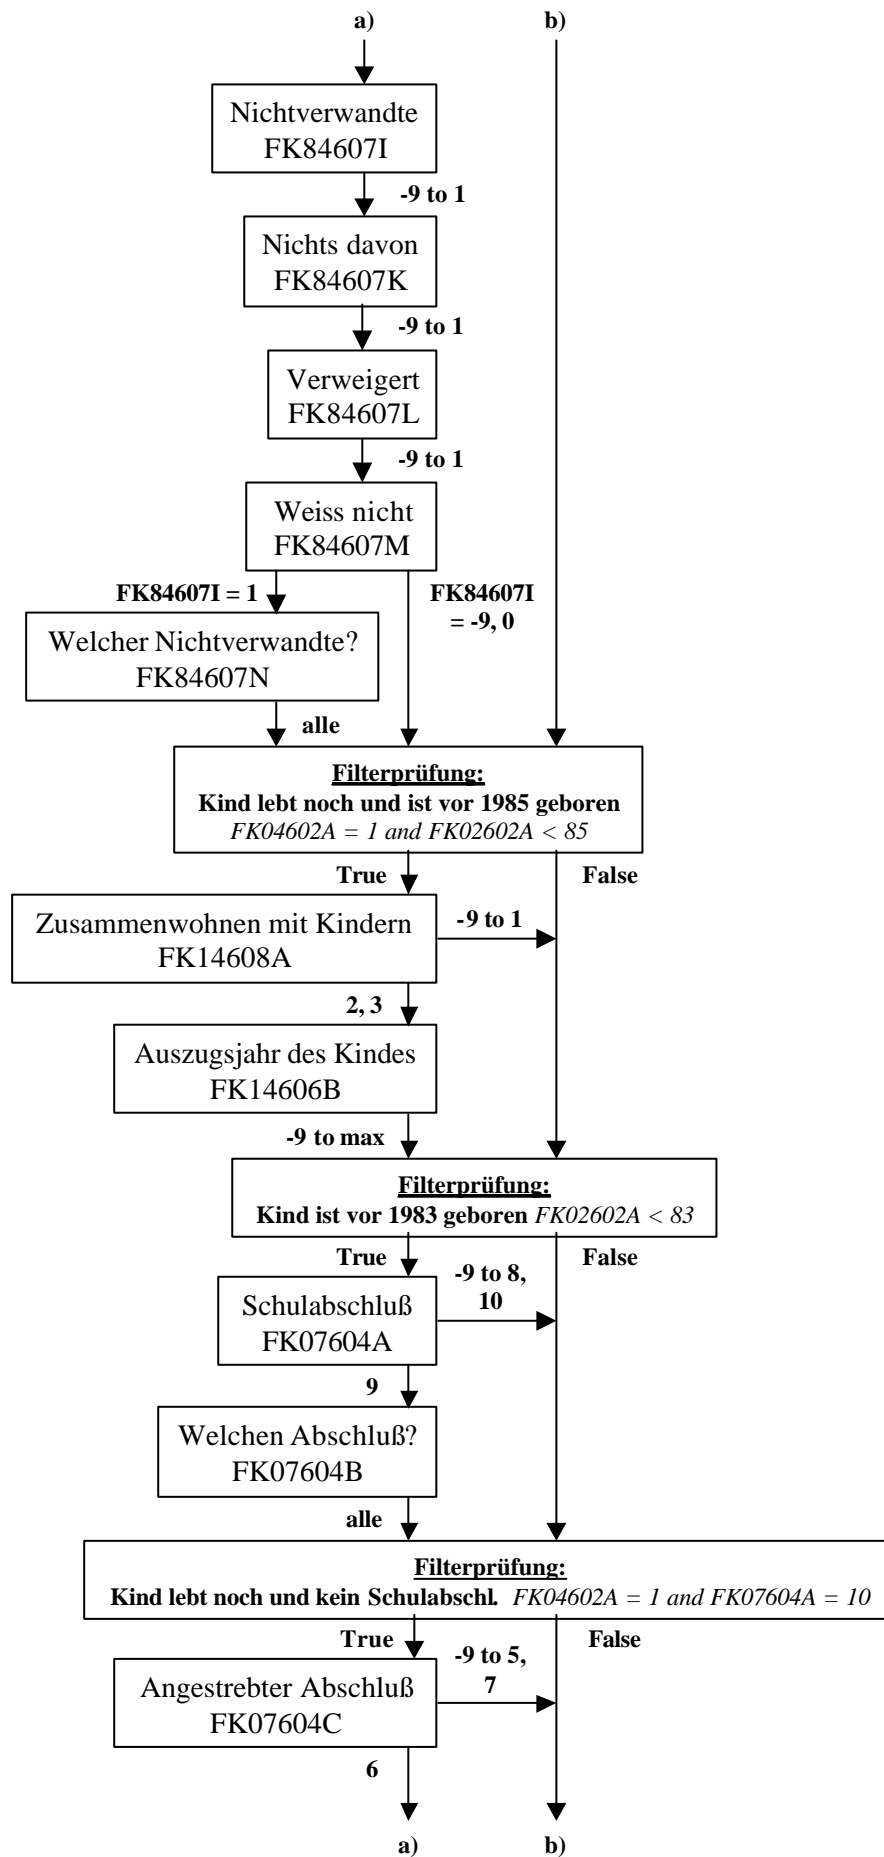 a)
b)
Nichtverwandte
FK84607I
-9 to 1
Nichts davon
FK84607K
-9 to 1
Verweigert
FK84607L
-9 to 1
Weiss nicht
FK84607M
FK84607I = 1
FK84607I
= -9, 0
Welcher Nichtverwandte?
FK84607N
alle
Filterprüfung:
Kind lebt noch und ist vor 1985 geboren
FK04602A = 1 and FK02602A < 85
True
False
Zusammenwohnen mit Kindern
FK14608A
-9 to 1
2, 3
Auszugsjahr des Kindes
FK14606B
-9 to max
Filterprüfung:
Kind ist vor 1983 geboren FK02602A < 83
True
False
Schulabschluß
FK07604A
-9 to 8,
10
9
Welchen Abschluß?
FK07604B
alle
Filterprüfung:
Kind lebt noch und kein Schulabschl. FK04602A = 1 and FK07604A = 10
True
False
Angestrebter Abschluß
FK07604C
-9 to 5,
7
6
a)
b)